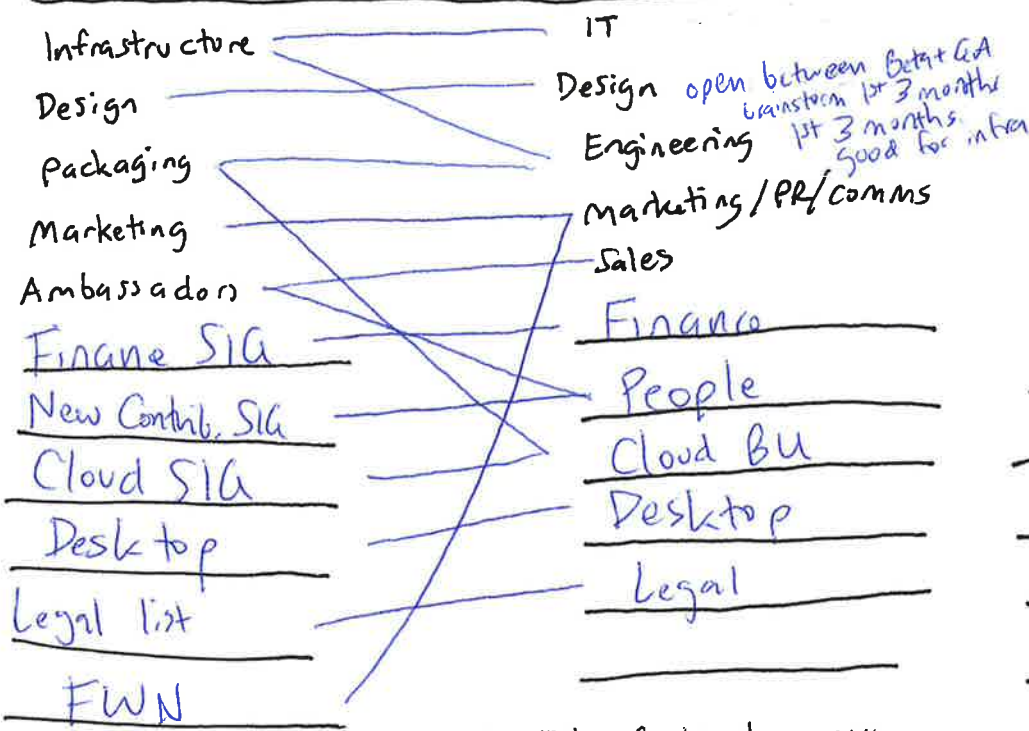 Infrastructure IT
Design Design open between Beta + GA
brainstorm 1st 3 months
Packaging Engineering 1st 3 months.
good for infra
Marketing Marketing/PR/comms
Ambassadors Sales
Finane SIG Finance
New Contrib. SIG People
Cloud SIG Cloud BU
Desktop Desktop
Legal list Legal
FWN